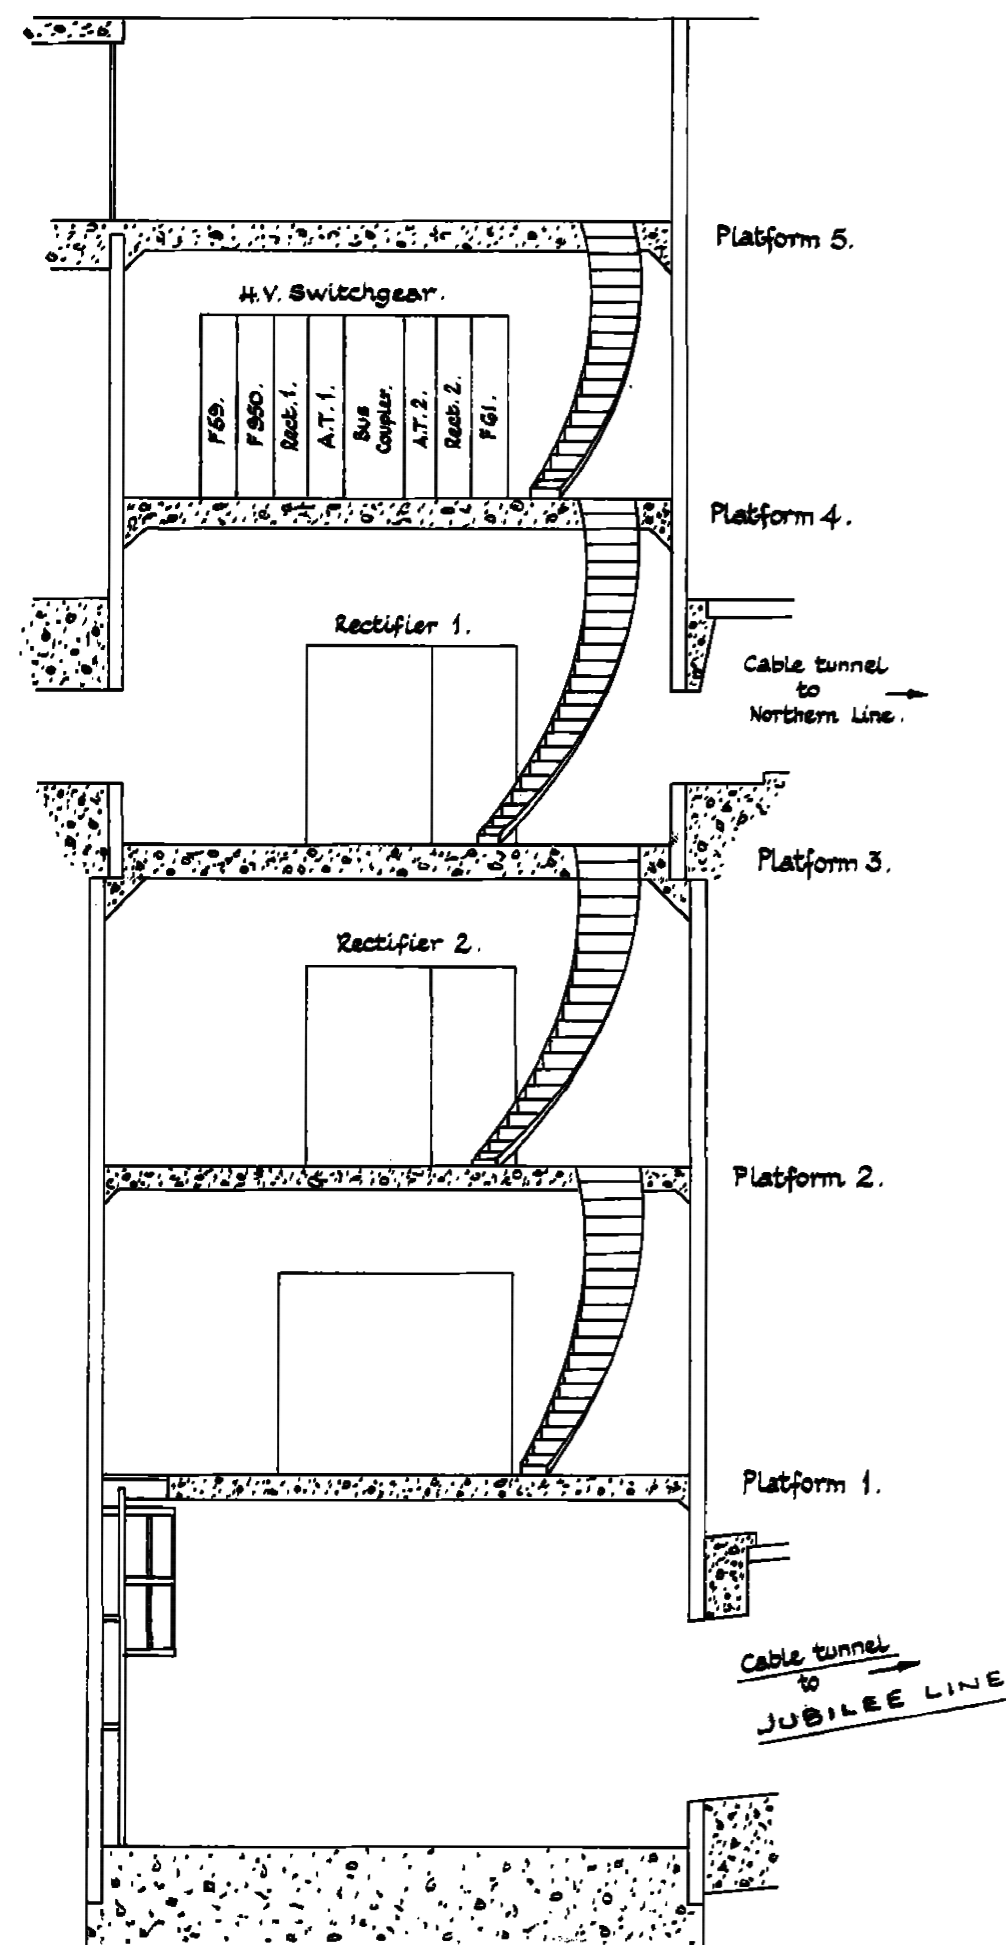 Platform 5.
H.V. Switchgear.
F59.
F950.
Rect. 1.
A.T. 1.
Bus
Coupler.
A.T. 2.
Rect. 2.
F61.
Platform 4.
Rectifier 1.
Cable tunnel
to
Northern Line.
Platform 3.
Rectifier 2.
Platform 2.
Platform 1.
Cable tunnel
to
JUBILEE LINE